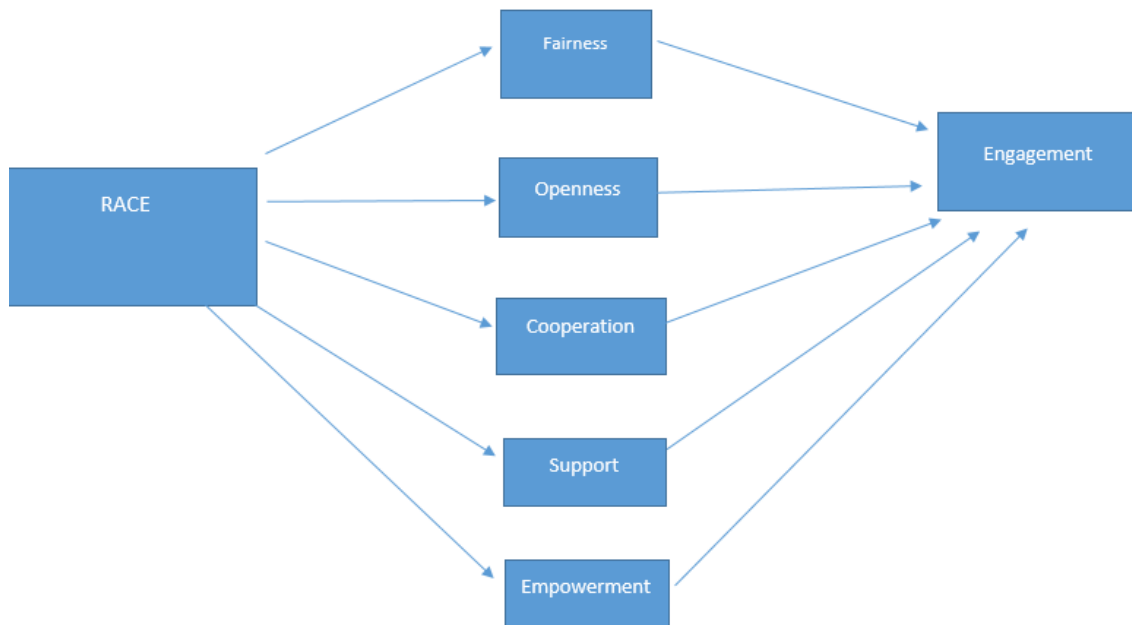 Fairness
Engagement
Openness
RACE
Cooperation
Support
Empowerment